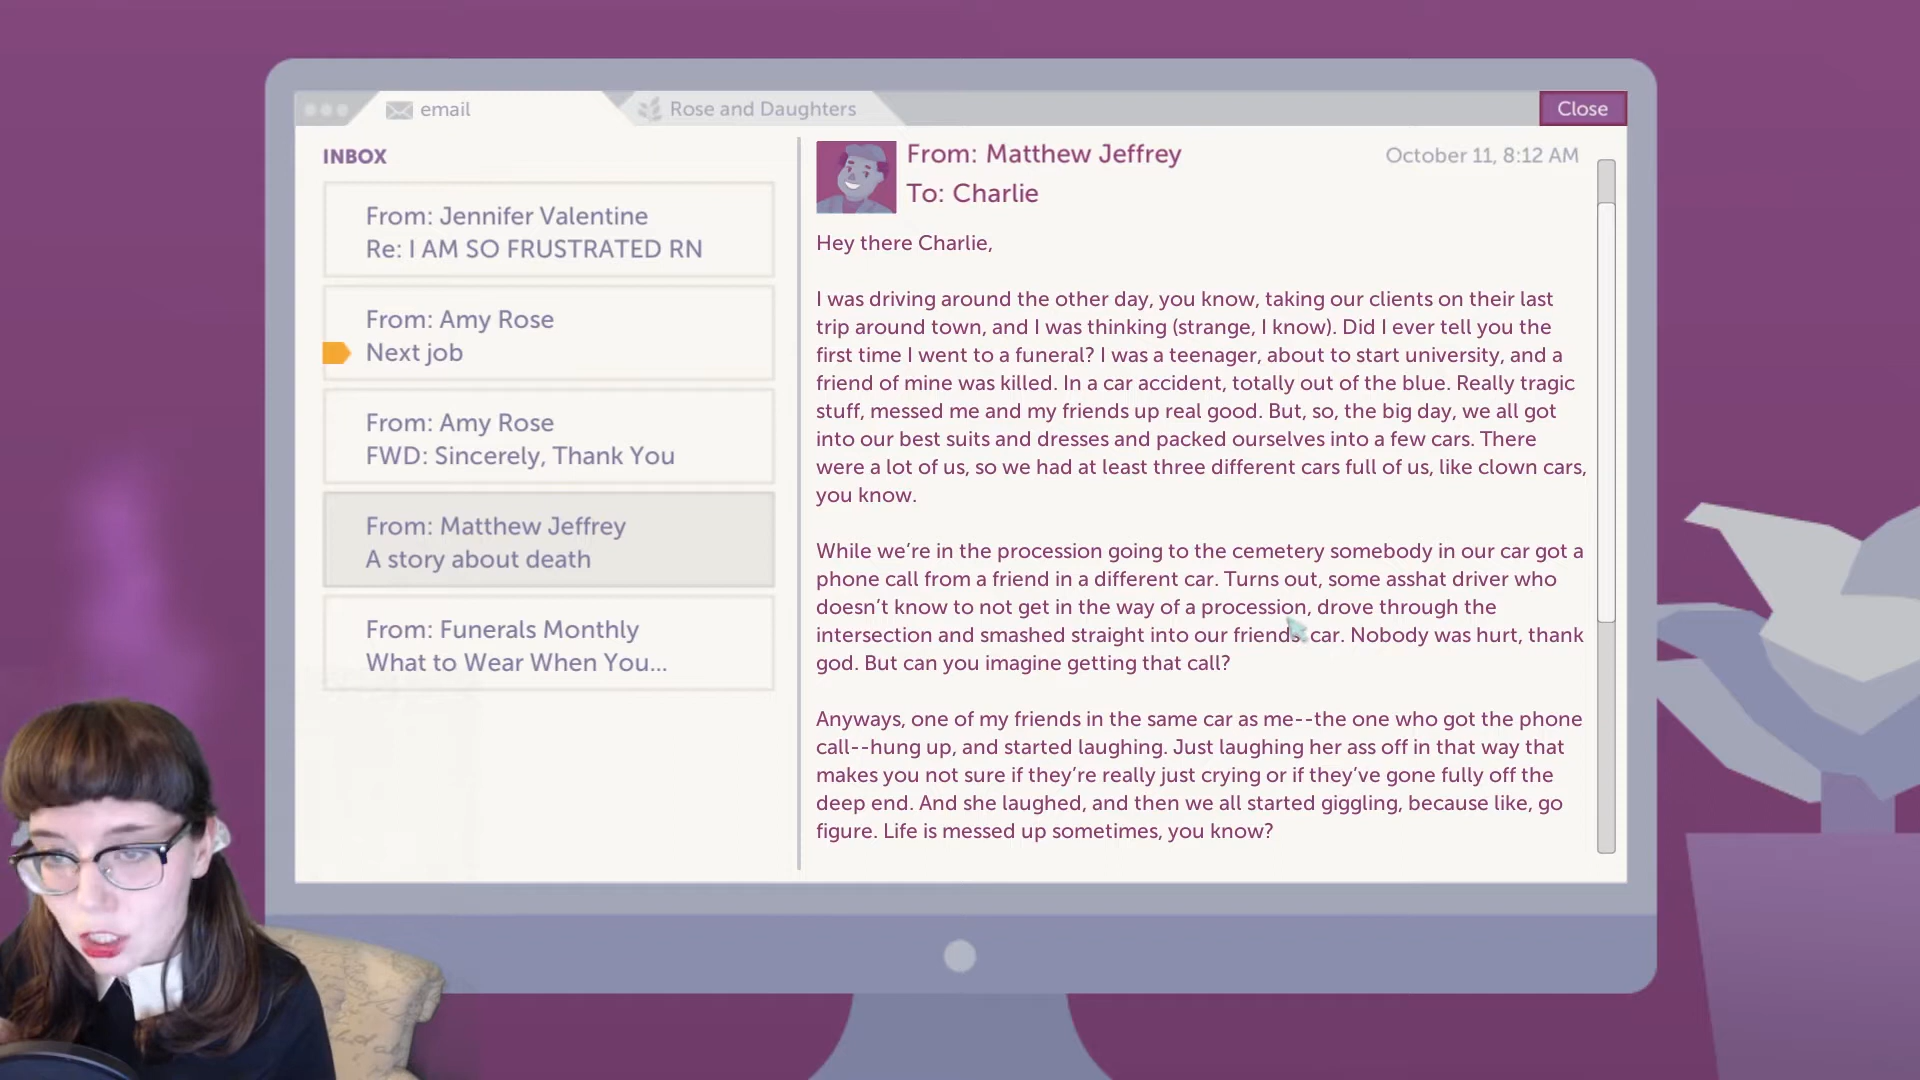 email
Rose and Daughters
Close
INBOX
From: Jennifer Valentine
Re: I AM SO FRUSTRATED RN
From: Amy Rose
Next job
From: Amy Rose
FWD: Sincerely, Thank You
From: Matthew Jeffrey
A story about death
From: Funerals Monthly
What to Wear When You...
From: Matthew Jeffrey
October 11, 8:12 AM
To: Charlie
Hey there Charlie,
I was driving around the other day, you know, taking our clients on their last
trip around town, and I was thinking (strange, I know). Did I ever tell you the
first time I went to a funeral? I was a teenager, about to start university, and a
friend of mine was killed. In a car accident, totally out of the blue. Really tragic
stuff, messed me and my friends up real good. But, so, the big day, we all got
into our best suits and dresses and packed ourselves into a few cars. There
were a lot of us, so we had at least three different cars full of us, like clown cars,
you know.
While we’re in the procession going to the cemetery somebody in our car got a
phone call from a friend in a different car. Turns out, some asshat driver who
doesn’t know to not get in the way of a procession, drove through the
intersection and smashed straight into our friends car. Nobody was hurt, thank
god. But can you imagine getting that call?
Anyways, one of my friends in the same car as me--the one who got the phone
call--hung up, and started laughing. Just laughing her ass off in that way that
makes you not sure if they’re really just crying or if they’ve gone fully off the
deep end. And she laughed, and then we all started giggling, because like, go
figure. Life is messed up sometimes, you know?